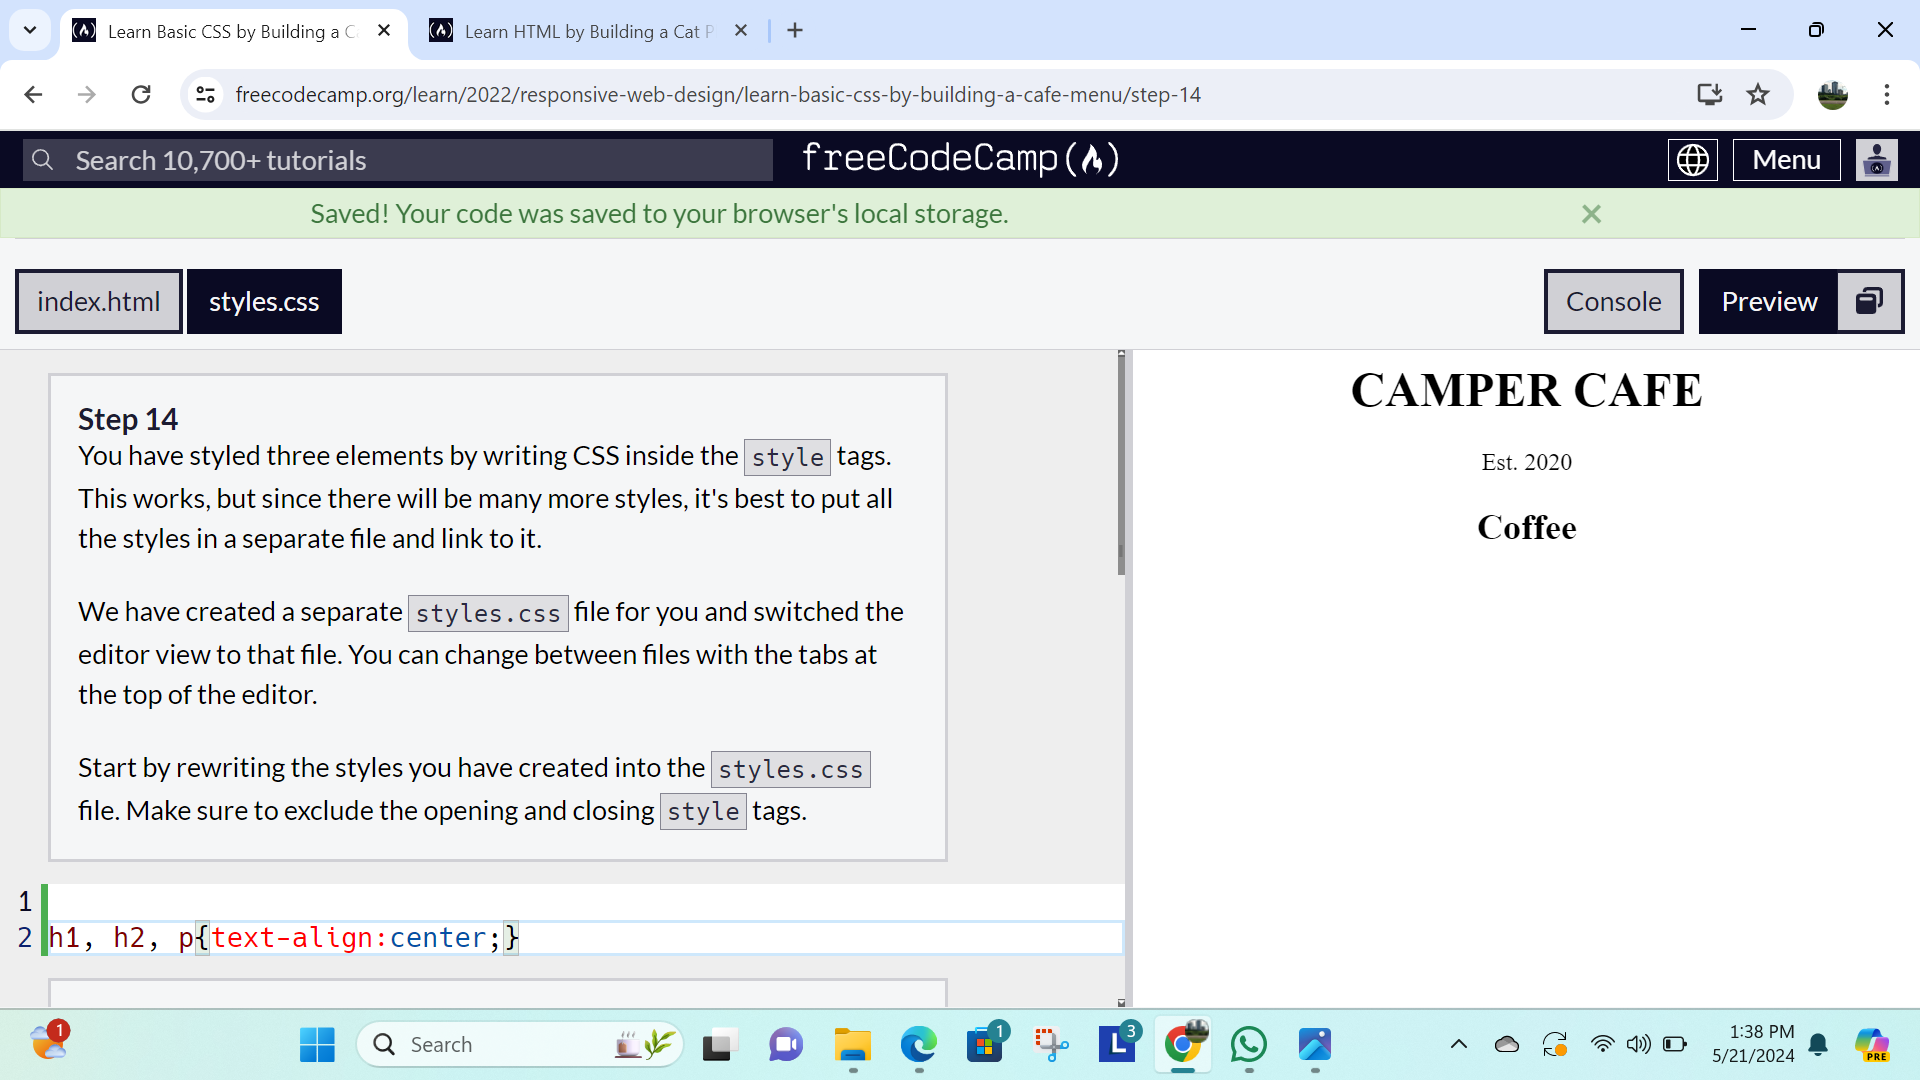 Learn Basic CSS by Building a C
Learn HTML by Building a Cat P
freecodecamp.org/learn/2022/responsive-web-design/learn-basic-css-by-building-a-cafe-menu/step-14
Search 10,700+ tutorials
freeCodeCamp
Menu
Saved! Your code was saved to your browser's local storage.
index.html
styles.css
Console
Preview
Step 14
You have styled three elements by writing CSS inside the style tags.
This works, but since there will be many more styles, it's best to put all
the styles in a separate file and link to it.
We have created a separate styles.css file for you and switched the
editor view to that file. You can change between files with the tabs at
the top of the editor.
Start by rewriting the styles you have created into the styles.css
file. Make sure to exclude the opening and closing style tags.
1
2 h1, h2, p{text-align:center;}
CAMPER CAFE
Est. 2020
Coffee
1
Search
1
L
3
1:38 PM
5/21/2024
PRE